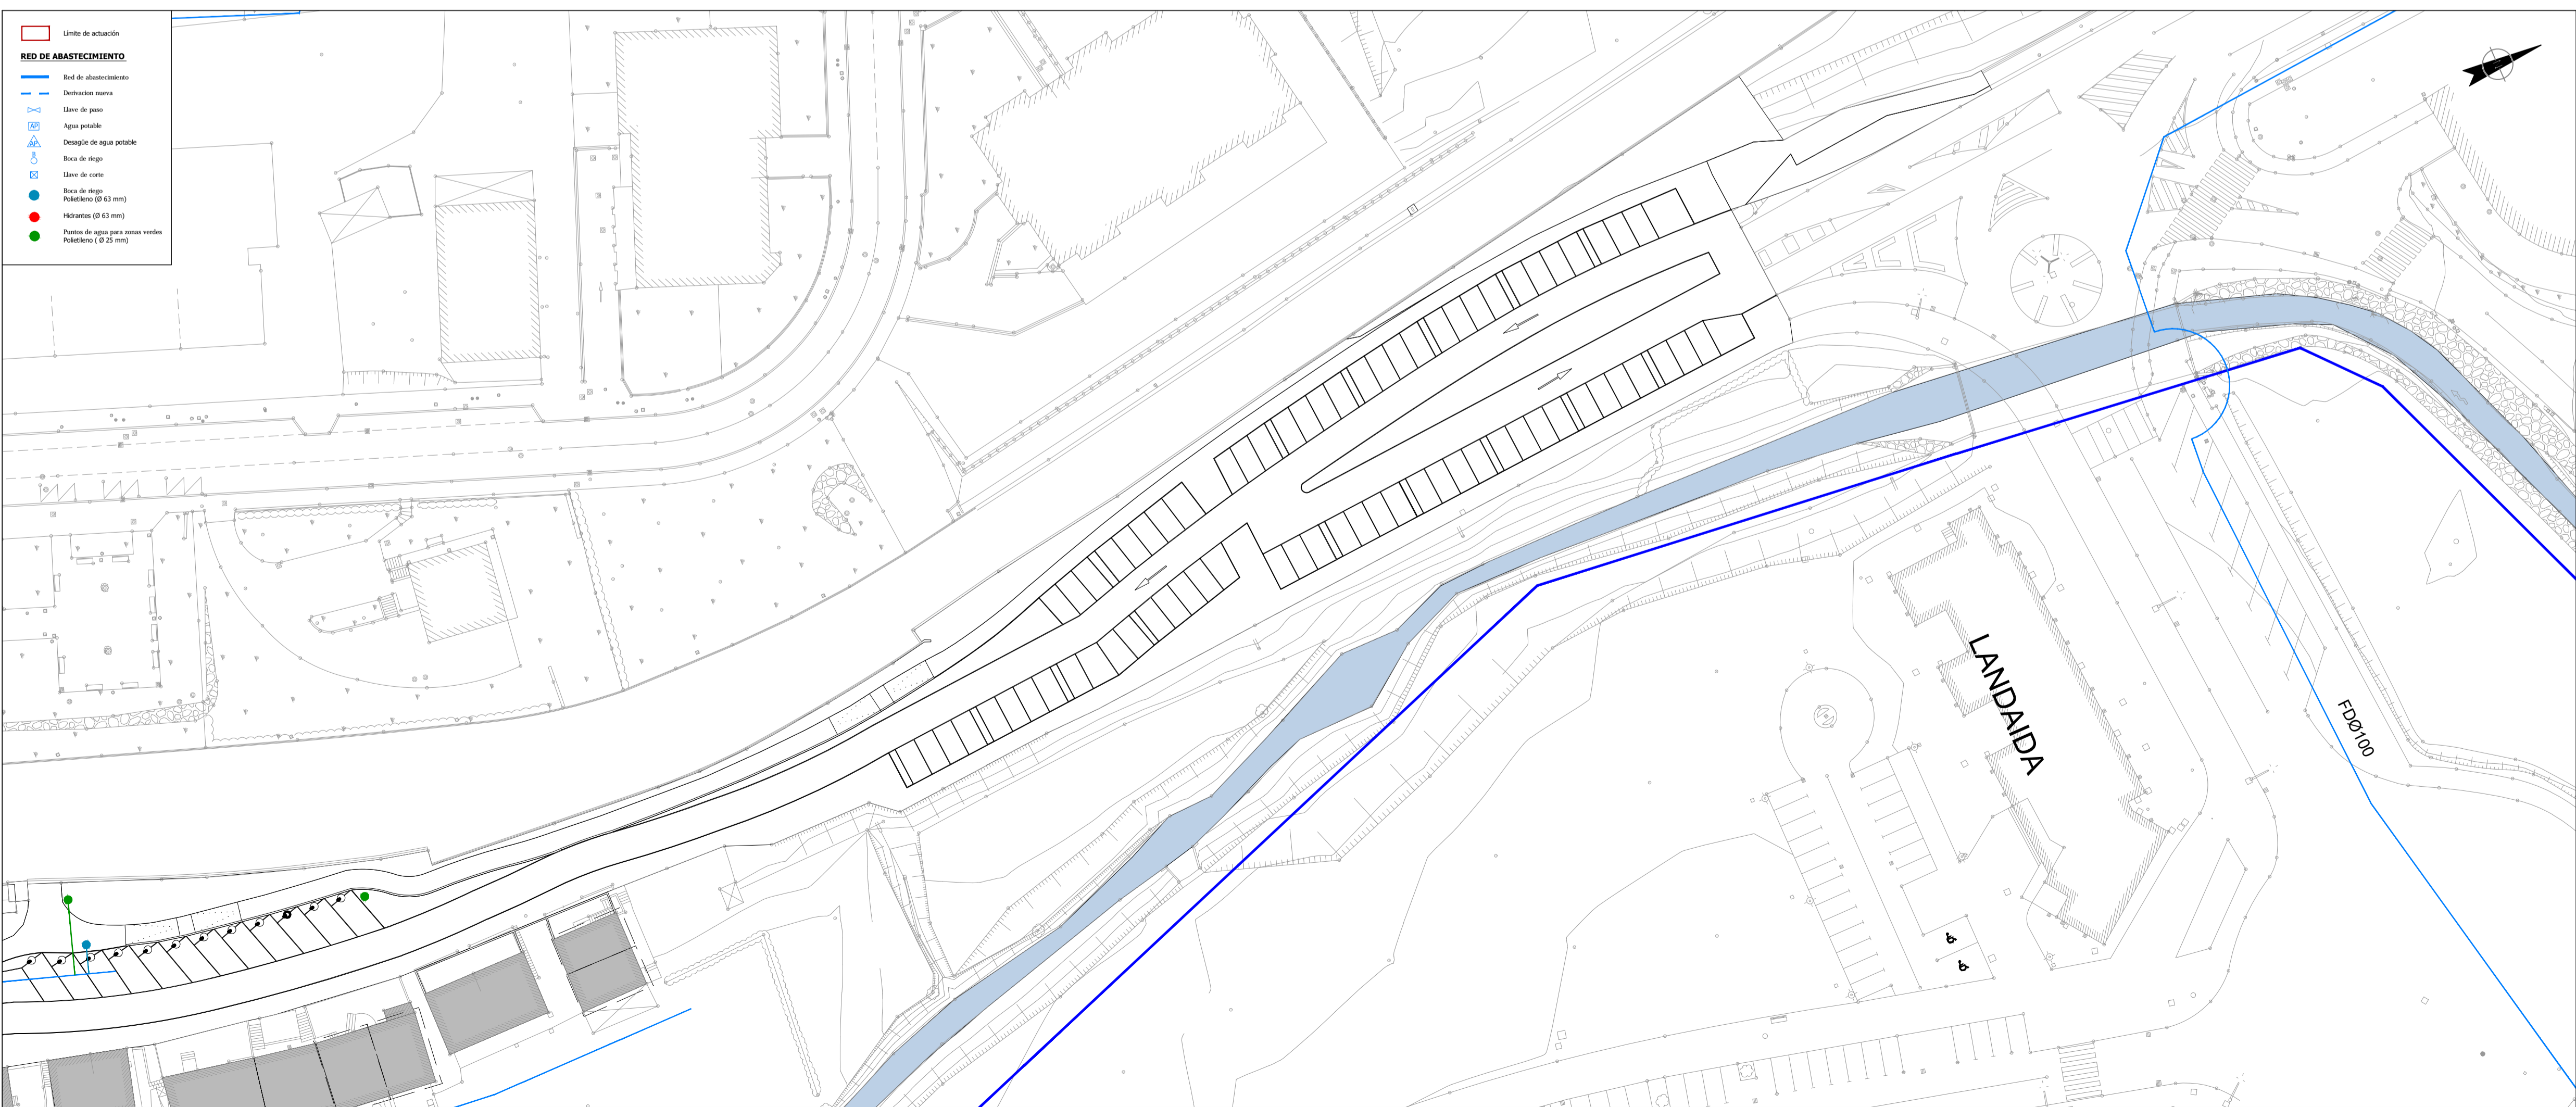 Límite de actuación
RED DE ABASTECIMIENTO
Red de abastecimiento
Derivacion nueva
Llave de paso
AP
Agua potable
AP
Desagüe de agua potable
B
Boca de riego
Llave de corte
Boca de riego
Polietileno (Ø 63 mm)
Hidrantes (Ø 63 mm)
Puntos de agua para zonas verdes
Polietileno ( Ø 25 mm)
LANDAIDA
FDØ100